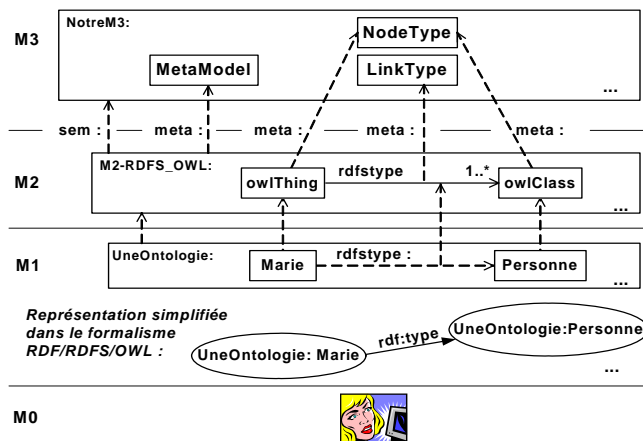 NotreM3:
M3
NodeType
MetaModel
LinkType
...
sem : meta : meta : meta : meta :
M2-RDFS_OWL:
M2
owlThing
rdfstype
1..*
owlClass
...
M1
UneOntologie:
Marie
rdfstype :
Personne
...
Représentation simplifiée
dans le formalisme
RDF/RDFS/OWL :
UneOntologie: Marie
rdf:type
UneOntologie:Personne
...
M0